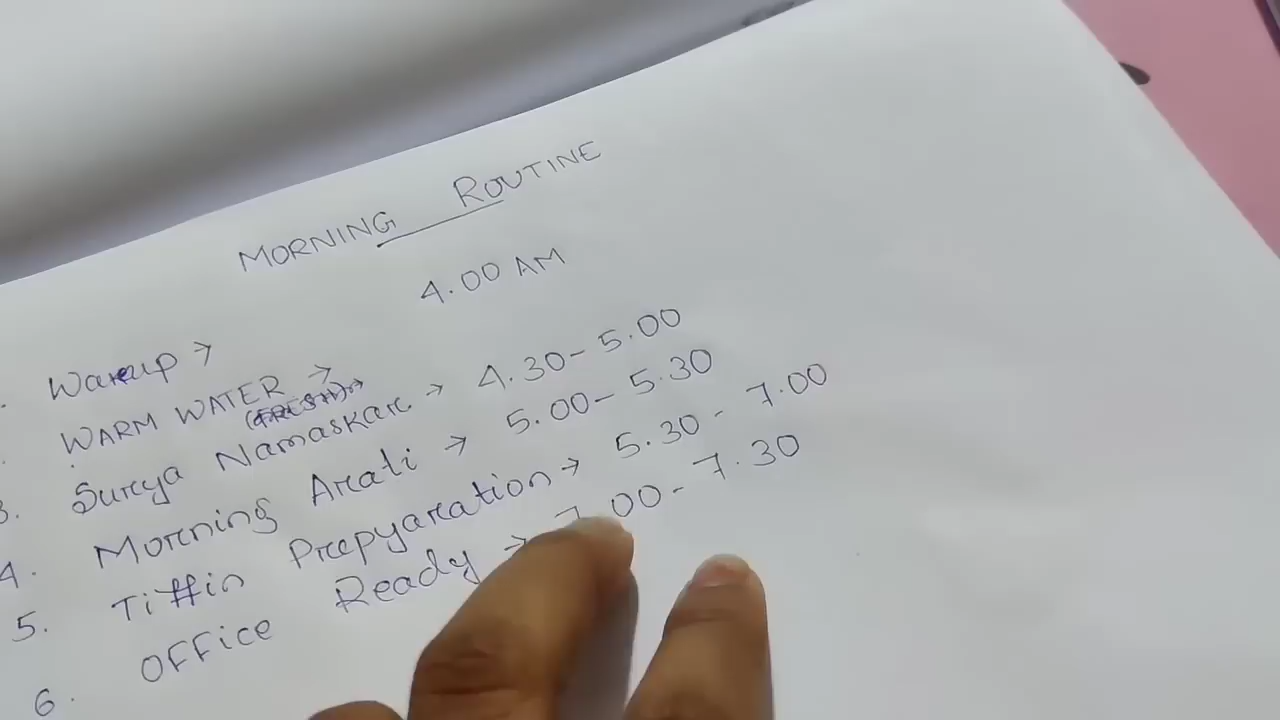 MORNING ROUTINE
4.00 AM
Wakeup →
WARM WATER →
(FRESH) →
3. Surya Namaskar → 4.30 - 5.00
4. Morning Arati → 5.00 - 5.30
5. Tiffin Prepyaration → 5.30 - 7.00
6. Office Ready → 7.00 - 7.30